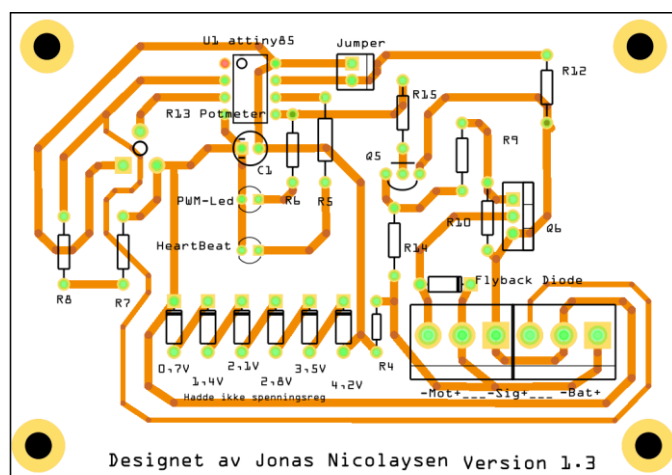 U1 attiny85
Jumper
R12
R15
R13 Potmeter
R9
Q5
C1
PWM-Led
R6
R5
R10
Q6
HeartBeat
R14
Flyback Diode
R8
R7
R4
0,7V
2,1V
3,5V
1,4V
2,8V
4,2V
Hadde ikke spenningsreg
-Mot+___-Sig+___ -Bat+
Designet av Jonas Nicolaysen Version 1.3